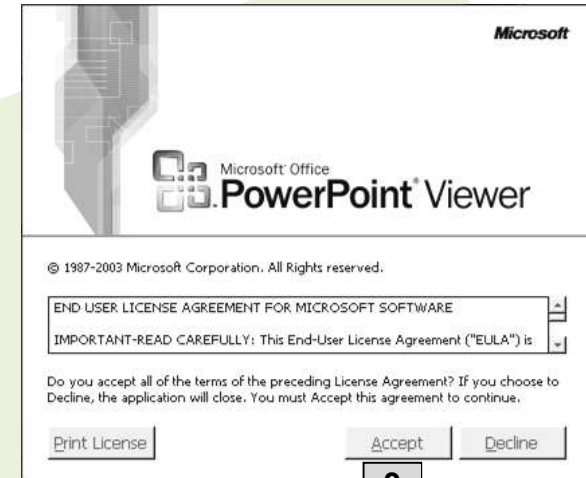 Microsoft
Microsoft Office
PowerPoint Viewer
© 1987-2003 Microsoft Corporation. All Rights reserved.
END USER LICENSE AGREEMENT FOR MICROSOFT SOFTWARE
IMPORTANT-READ CAREFULLY: This End-User License Agreement ("EULA") is
Do you accept all of the terms of the preceding License Agreement? If you choose to
Decline, the application will close. You must Accept this agreement to continue.
Print License Accept Decline